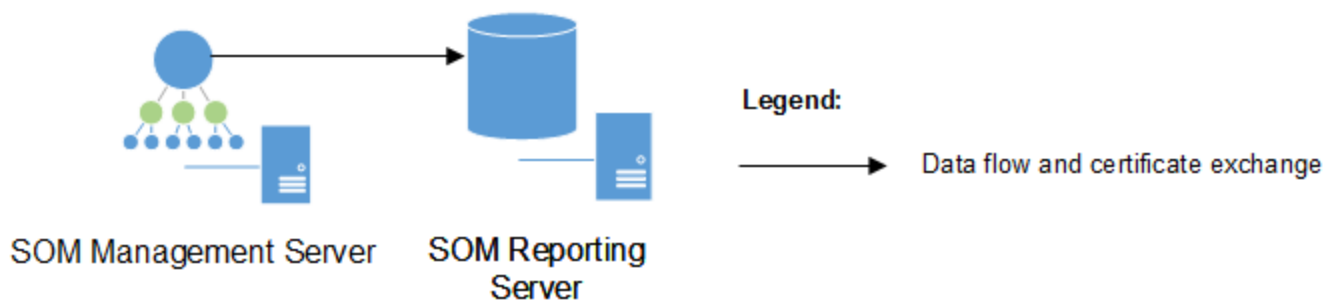 SOM Management Server
SOM Reporting
Server
Legend:
Data flow and certificate exchange